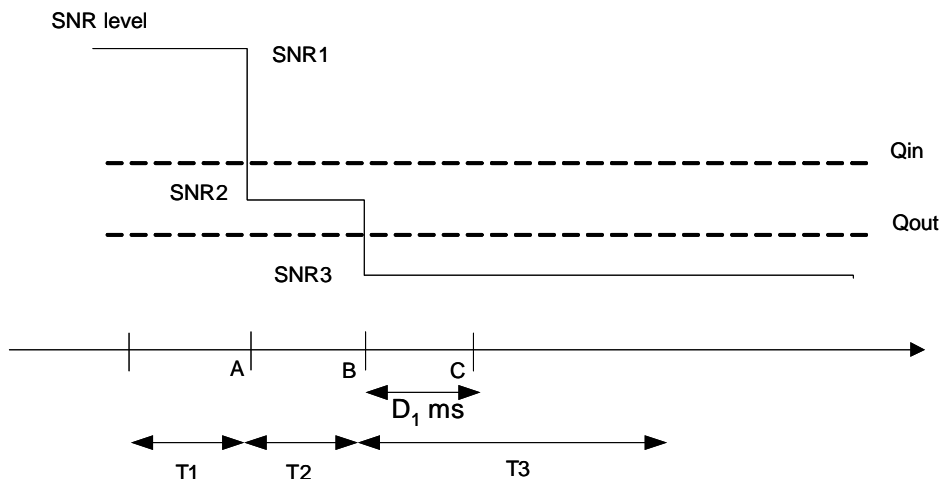 SNR level
SNR1
Qin
SNR2
Qout
SNR3
A
B
C
D1 ms
T1
T2
T3